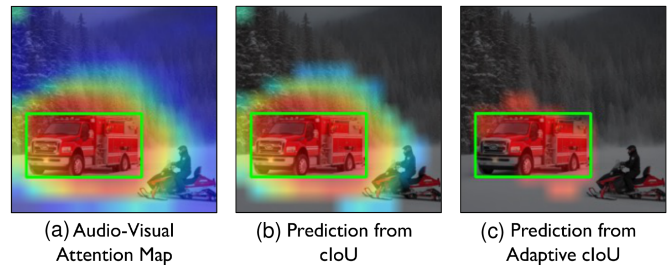 (a) Audio-Visual
Attention Map
(b) Prediction from
cIoU
(c) Prediction from
Adaptive cIoU